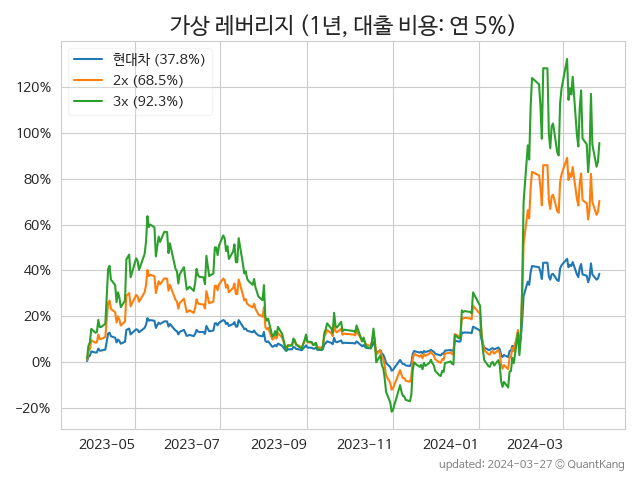 가상 레버리지 (1년, 대출 비용: 연 5%)
현대차 (37.8%)
2x (68.5%)
3x (92.3%)
120%
100%
80%
60%
40%
20%
0%
−20%
2023-05 2023-07 2023-09 2023-11 2024-01 2024-03
updated: 2024-03-27 © QuantKang